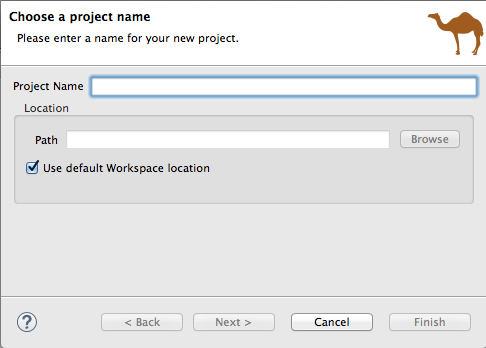 Choose a project name
Please enter a name for your new project.
Project Name
Location
Path
Browse
Use default Workspace location
?
< Back
Next >
Cancel
Finish